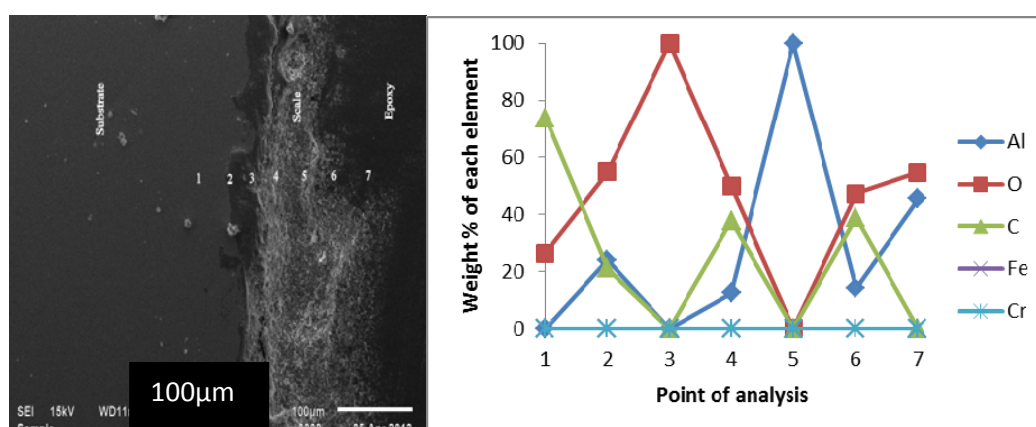 Substrate
Scale
Epoxy
1 2 3 4 5 6 7
100µm
SEI 15kV WD11
100µm
Weight % of each element
100
80
60
40
20
0
1 2 3 4 5 6 7
Point of analysis
Al
O
C
Fe
Cr